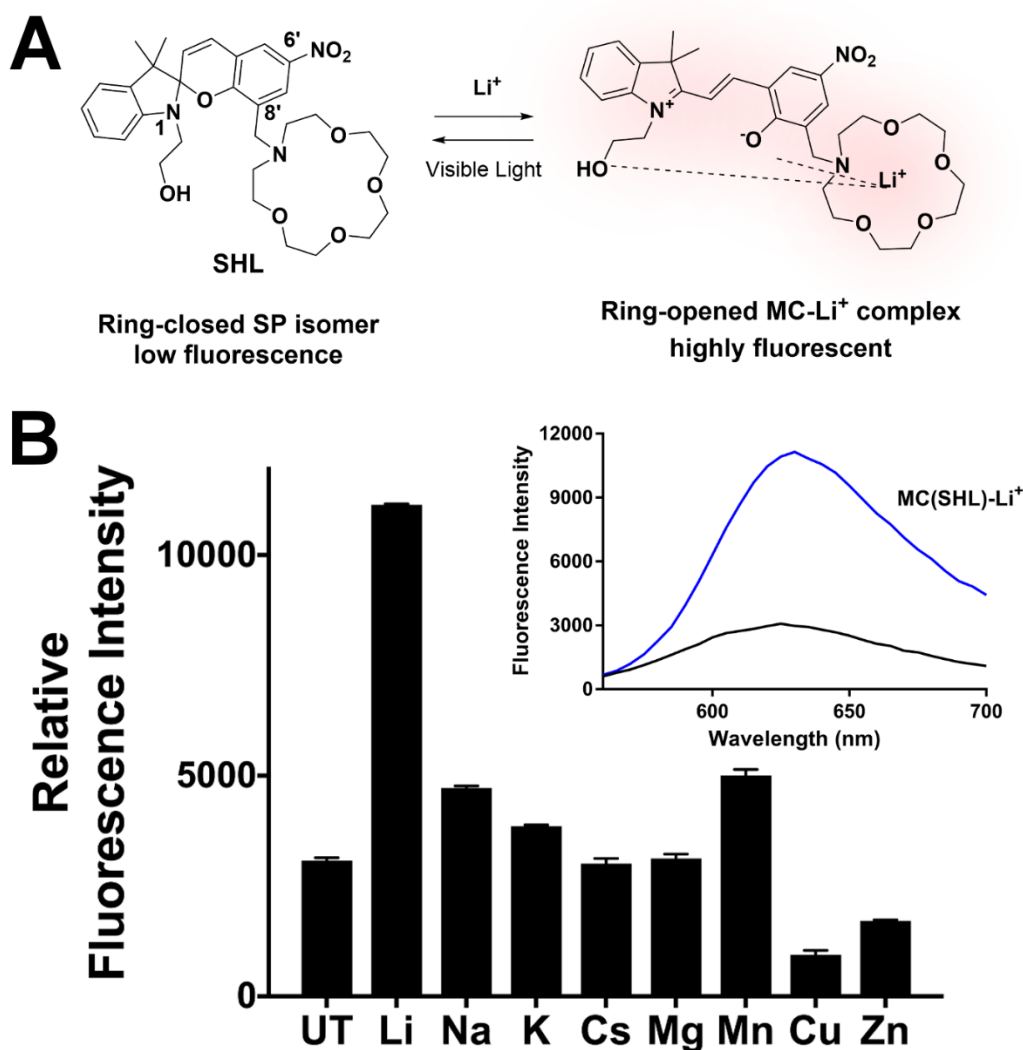 A
6'
NO₂
O
N
1
8'
N
O
O
O
O
OH
SHL
Ring-closed SP isomer
low fluorescence
Li⁺
Visible Light
NO₂
N⁺
⁻O
HO
N
O
O
Li⁺
O
O
Ring-opened MC-Li⁺ complex
highly fluorescent
B
Relative
Fluorescence Intensity
10000
5000
0
UT Li Na K Cs Mg Mn Cu Zn
Fluorescence Intensity
12000
9000
6000
3000
0
MC(SHL)-Li⁺
600 650 700
Wavelength (nm)